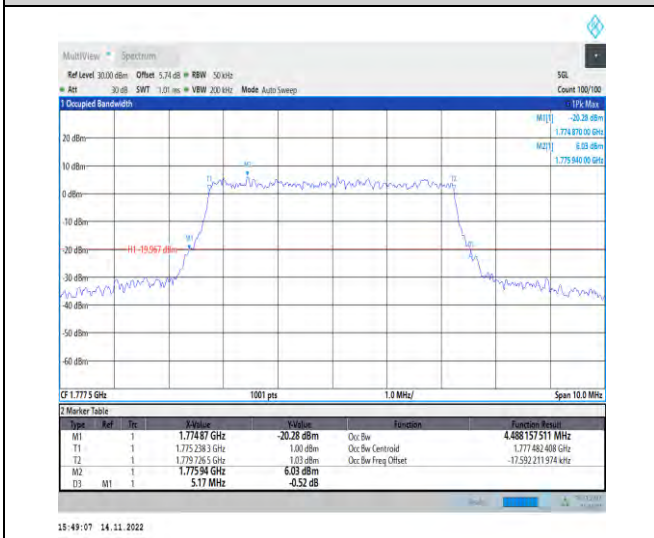 MultiView Spectrum
Ref Level 30.00 dBm Offset 5.74 dB RBW 50 kHz SGL
Att 30 dB SWT 1.01 ms VBW 200 kHz Mode Auto Sweep Count 100/100
1 Occupied Bandwidth 1Pk Max
M1[1] -20.28 dBm
1.774 870 00 GHz
M2[1] 6.03 dBm
1.775 940 00 GHz
20 dBm
10 dBm
T1 M2 T2
0 dBm
-10 dBm
M1
-20 dBm H1 -19.967 dBm
-30 dBm
-40 dBm
-50 dBm
-60 dBm
CF 1.777 5 GHz 1001 pts 1.0 MHz/ Span 10.0 MHz
2 Marker Table
Type Ref Trc X-Value Y-Value Function Function Result
M1 1 1.774 87 GHz -20.28 dBm Occ Bw 4.488 157 511 MHz
T1 1 1.775 238 3 GHz 1.00 dBm Occ Bw Centroid 1.777 482 408 GHz
T2 1 1.779 726 5 GHz 1.03 dBm Occ Bw Freq Offset -17.592 211 974 kHz
M2 1 1.775 94 GHz 6.03 dBm
D3 M1 1 5.17 MHz -0.52 dB
15:49:07 14.11.2022